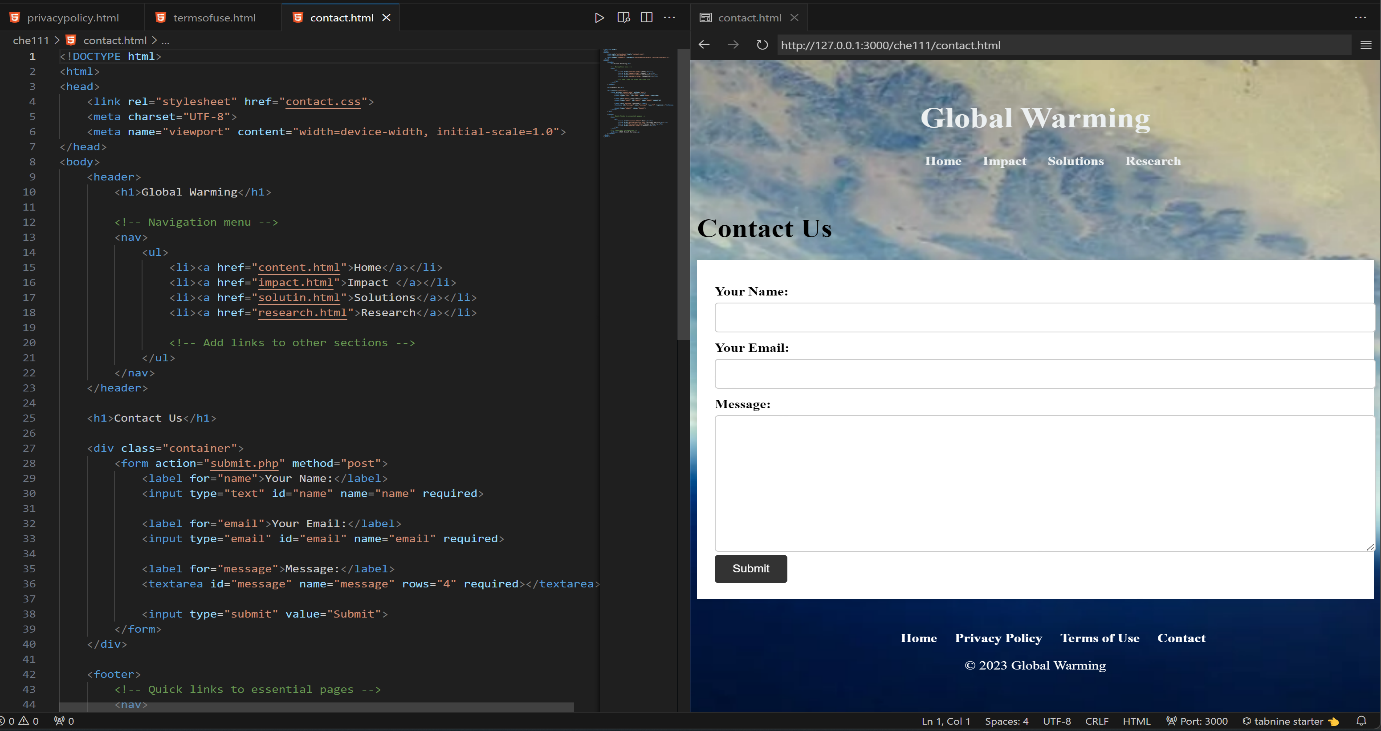 privacypolicy.html
termsofuse.html
contact.html
che111 > contact.html > ...
1 <!DOCTYPE html>
2 <html>
3 <head>
4 <link rel="stylesheet" href="contact.css">
5 <meta charset="UTF-8">
6 <meta name="viewport" content="width=device-width, initial-scale=1.0">
7 </head>
8 <body>
9 <header>
10 <h1>Global Warming</h1>
11
12 <!-- Navigation menu -->
13 <nav>
14 <ul>
15 <li><a href="content.html">Home</a></li>
16 <li><a href="impact.html">Impact </a></li>
17 <li><a href="solutin.html">Solutions</a></li>
18 <li><a href="research.html">Research</a></li>
19
20 <!-- Add links to other sections -->
21 </ul>
22 </nav>
23 </header>
24
25 <h1>Contact Us</h1>
26
27 <div class="container">
28 <form action="submit.php" method="post">
29 <label for="name">Your Name:</label>
30 <input type="text" id="name" name="name" required>
31
32 <label for="email">Your Email:</label>
33 <input type="email" id="email" name="email" required>
34
35 <label for="message">Message:</label>
36 <textarea id="message" name="message" rows="4" required></textarea>
37
38 <input type="submit" value="Submit">
39 </form>
40 </div>
41
42 <footer>
43 <!-- Quick links to essential pages -->
44 <nav>
contact.html
http://127.0.0.1:3000/che111/contact.html
Global Warming
Home Impact Solutions Research
Contact Us
Your Name:
Your Email:
Message:
Submit
Home Privacy Policy Terms of Use Contact
© 2023 Global Warming
0 0 0 Ln 1, Col 1 Spaces: 4 UTF-8 CRLF HTML Port: 3000 tabnine starter